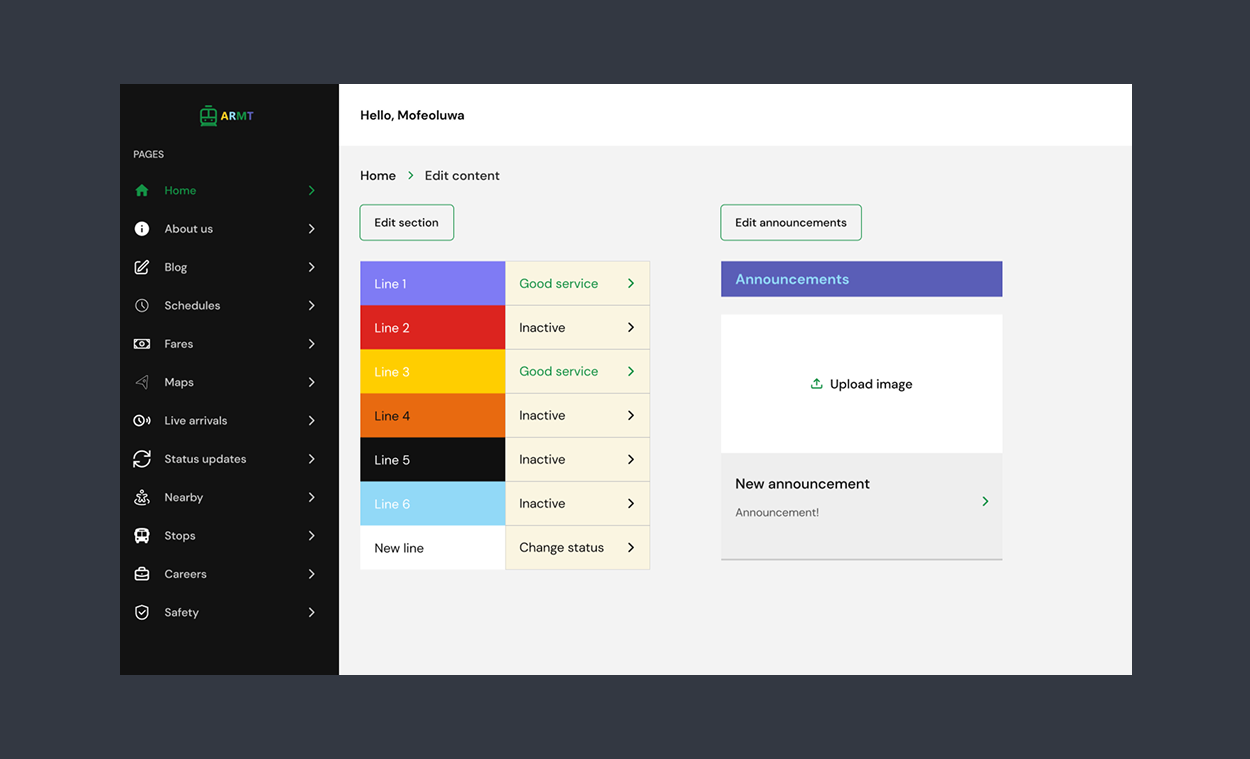 ARMT
PAGES
Home
About us
Blog
Schedules
Fares
Maps
Live arrivals
Status updates
Nearby
Stops
Careers
Safety
Hello, Mofeoluwa
Home > Edit content
Edit section
Line 1 Good service
Line 2 Inactive
Line 3 Good service
Line 4 Inactive
Line 5 Inactive
Line 6 Inactive
New line Change status
Edit announcements
Announcements
Upload image
New announcement
Announcement!